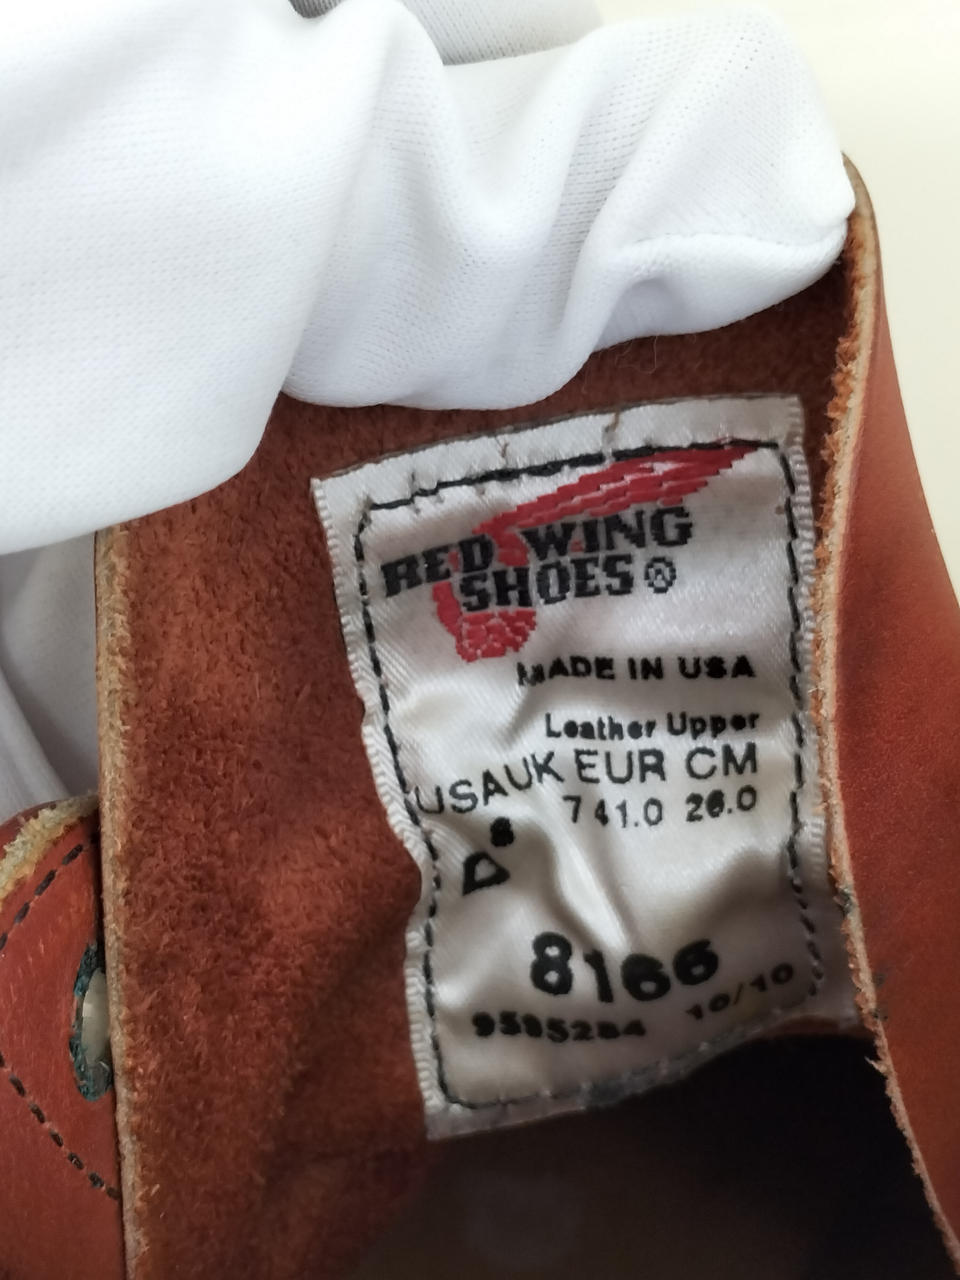 RED WING
SHOES®
MADE IN USA
Leather Upper
USA UK EUR CM
8 7 41.0 26.0
D
8166
10/10